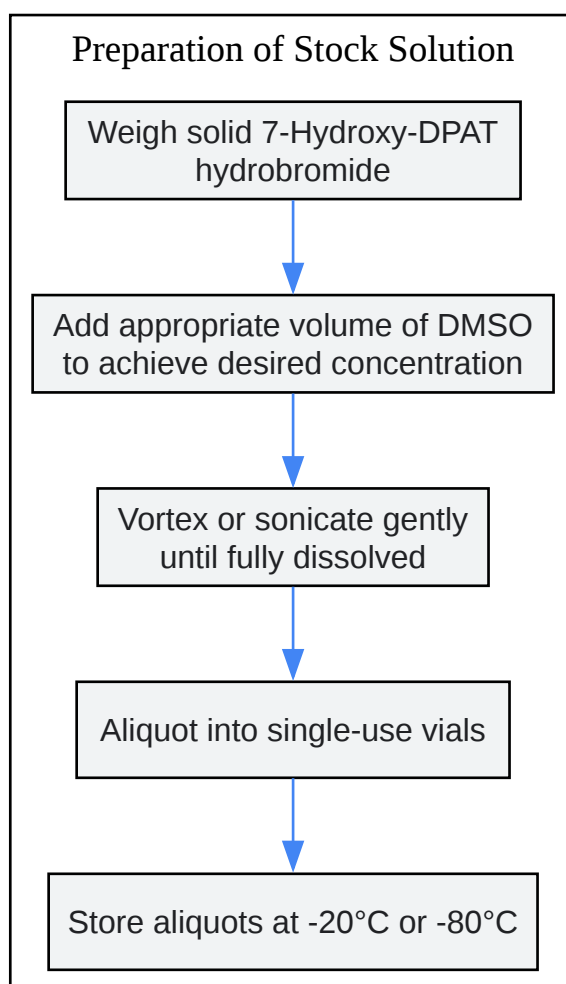 Preparation of Stock Solution
Weigh solid 7-Hydroxy-DPAT
hydrobromide
Add appropriate volume of DMSO
to achieve desired concentration
Vortex or sonicate gently
until fully dissolved
Aliquot into single-use vials
Store aliquots at -20°C or -80°C